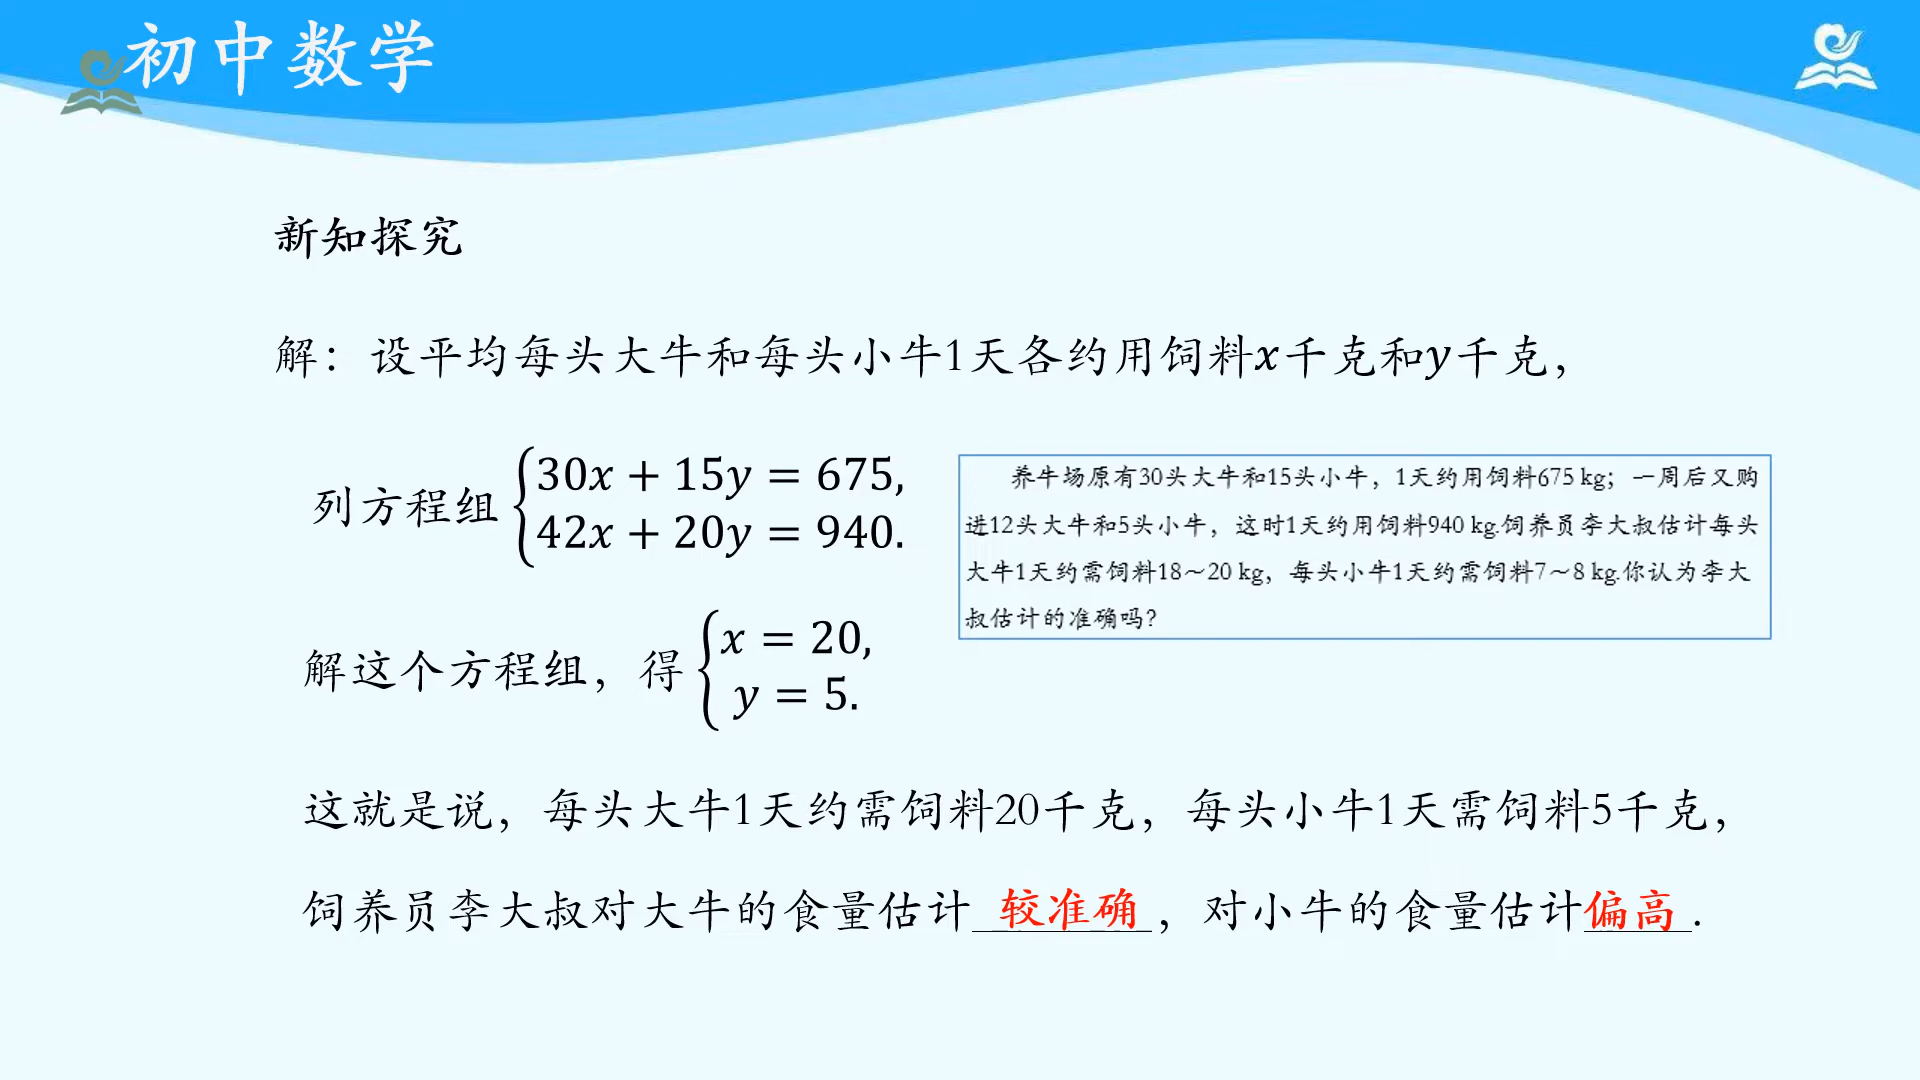 初中数学
新知探究
解：设平均每头大牛和每头小牛1天各约用饲料x千克和y千克，
列方程组 {30x + 15y = 675,
42x + 20y = 940.
养牛场原有30头大牛和15头小牛，1天约用饲料675 kg；一周后又购
进12头大牛和5头小牛，这时1天约用饲料940 kg.饲养员李大叔估计每头
大牛1天约需饲料18～20 kg，每头小牛1天约需饲料7～8 kg.你认为李大
叔估计的准确吗？
解这个方程组，得 {x = 20,
y = 5.
这就是说，每头大牛1天约需饲料20千克，每头小牛1天需饲料5千克，
饲养员李大叔对大牛的食量估计 较准确 ，对小牛的食量估计偏高.